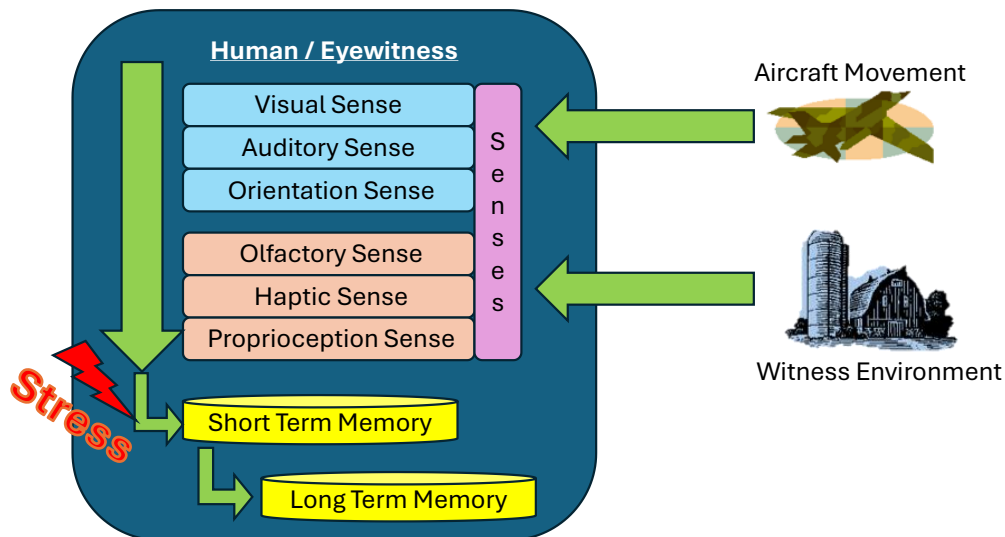 Human / Eyewitness
Visual Sense
Auditory Sense
Orientation Sense
Olfactory Sense
Haptic Sense
Proprioception Sense
Senses
Aircraft Movement
Witness Environment
Stress
Short Term Memory
Long Term Memory